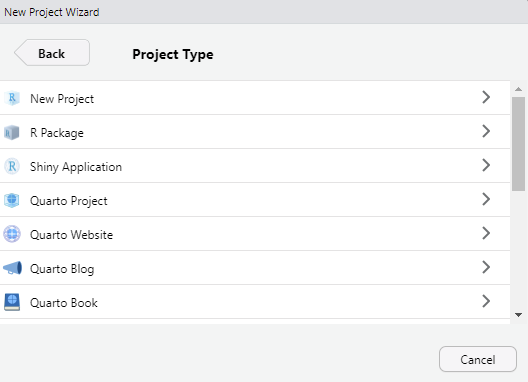 New Project Wizard
Back
Project Type
R New Project
R Package
R Shiny Application
Quarto Project
Quarto Website
Quarto Blog
Quarto Book
Cancel